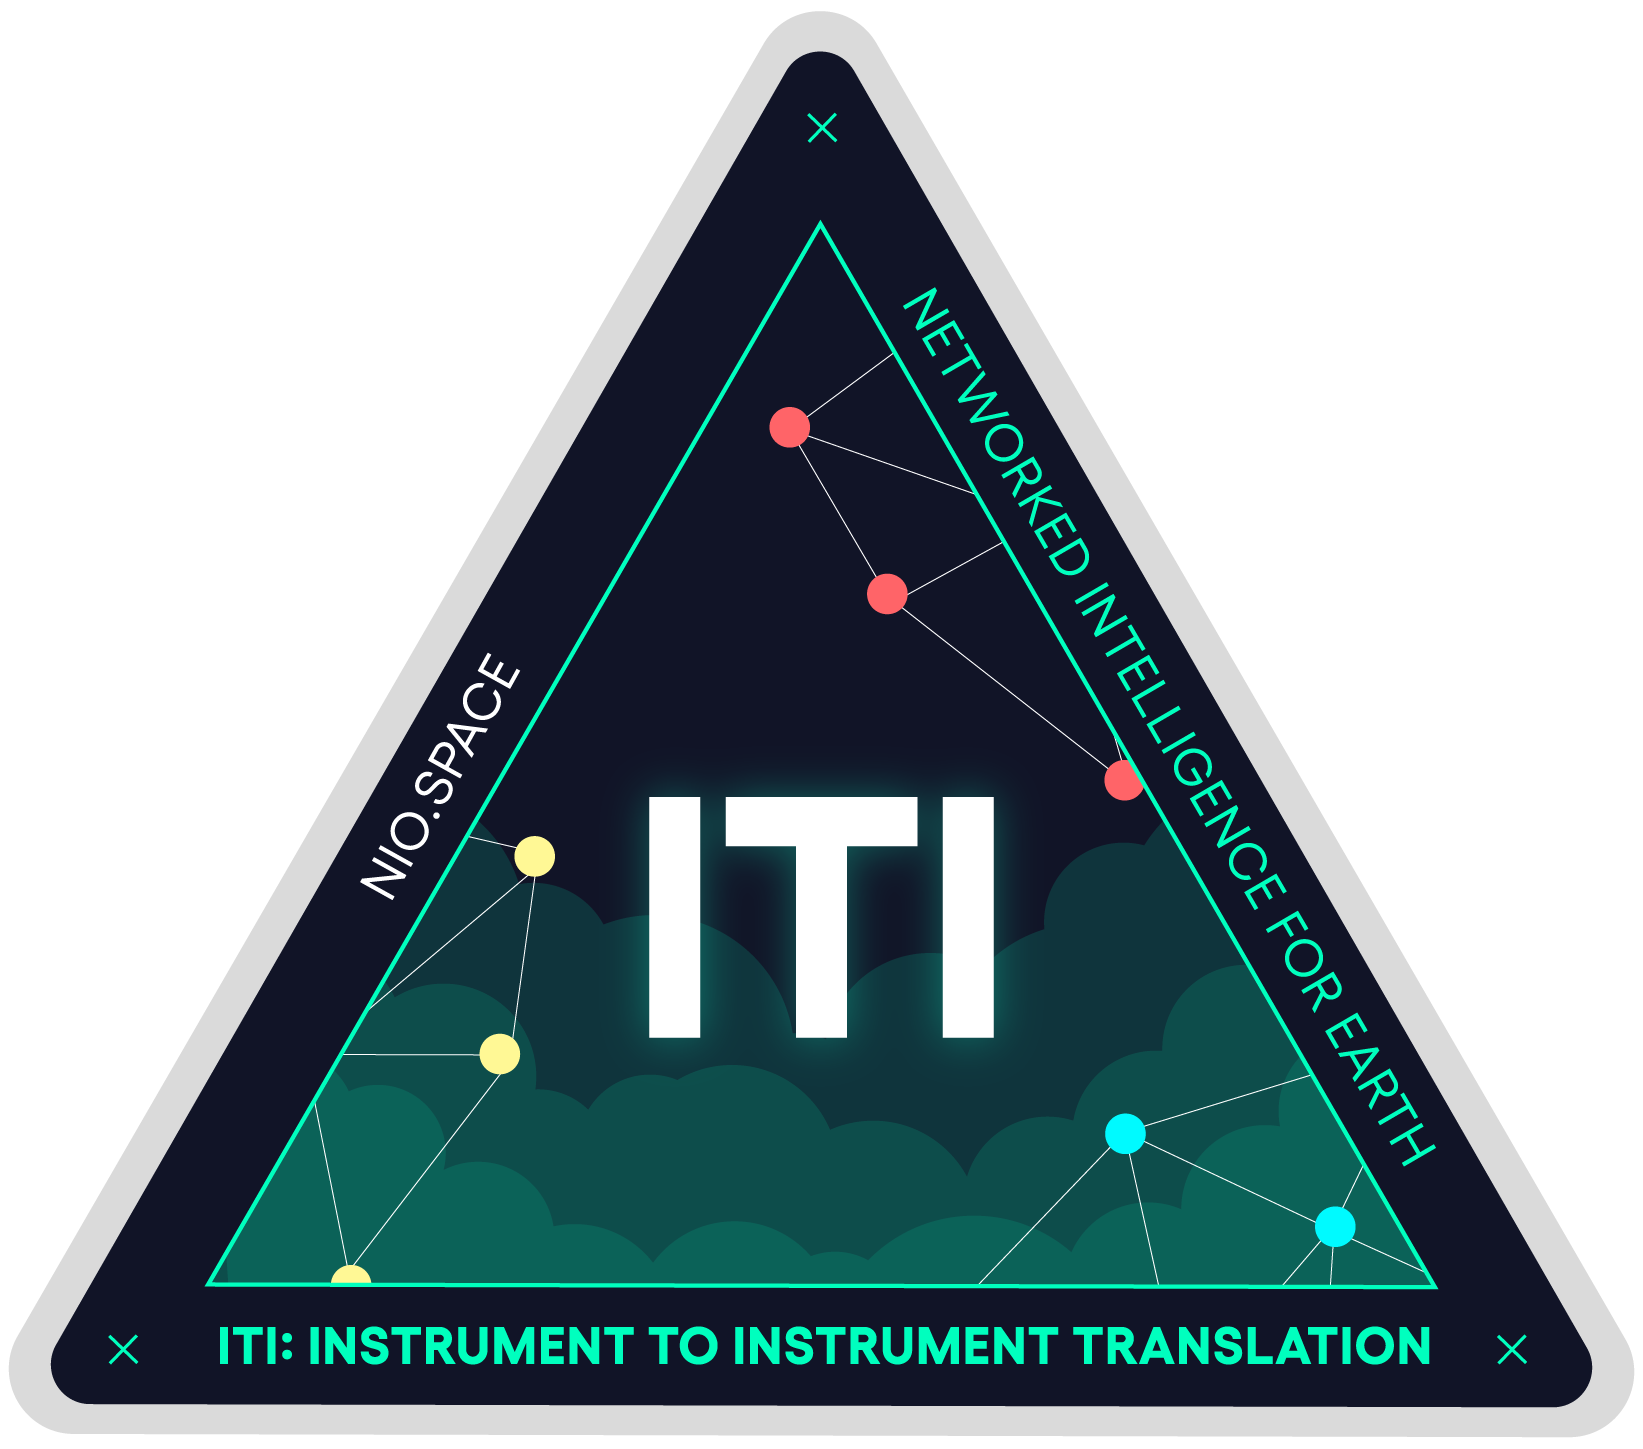 NIO.SPACE
NETWORKED INTELLIGENCE FOR EARTH
ITI
ITI: INSTRUMENT TO INSTRUMENT TRANSLATION